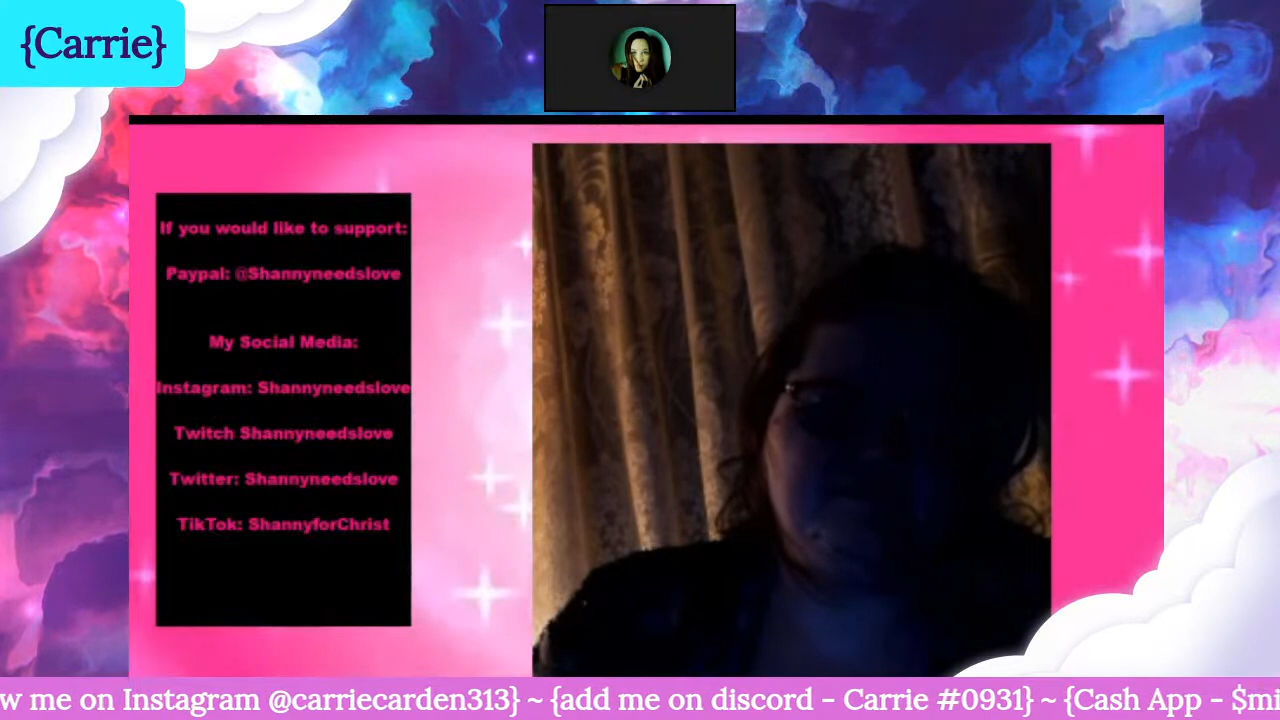 {Carrie}
If you would like to support:
Paypal: @Shannyneedslove
My Social Media:
Instagram: Shannyneedslove
Twitch Shannyneedslove
Twitter: Shannyneedslove
TikTok: ShannyforChrist
w me on Instagram @carriecarden313} ~ {add me on discord - Carrie #0931} ~ {Cash App - $mi